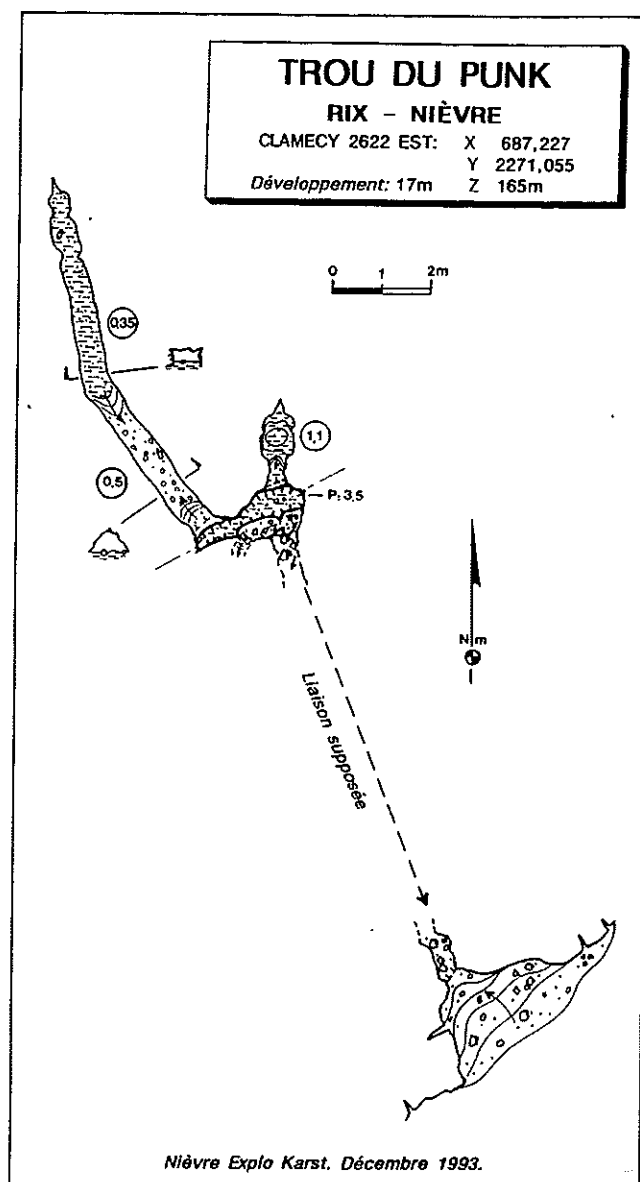 TROU DU PUNK
RIX – NIÈVRE
CLAMECY 2622 EST: X 687,227
Y 2271,055
Développement: 17m Z 165m
0 1 2m
0,35
1,1
0,5
P: 3,5
N m
Liaison supposée
Nièvre Explo Karst. Décembre 1993.